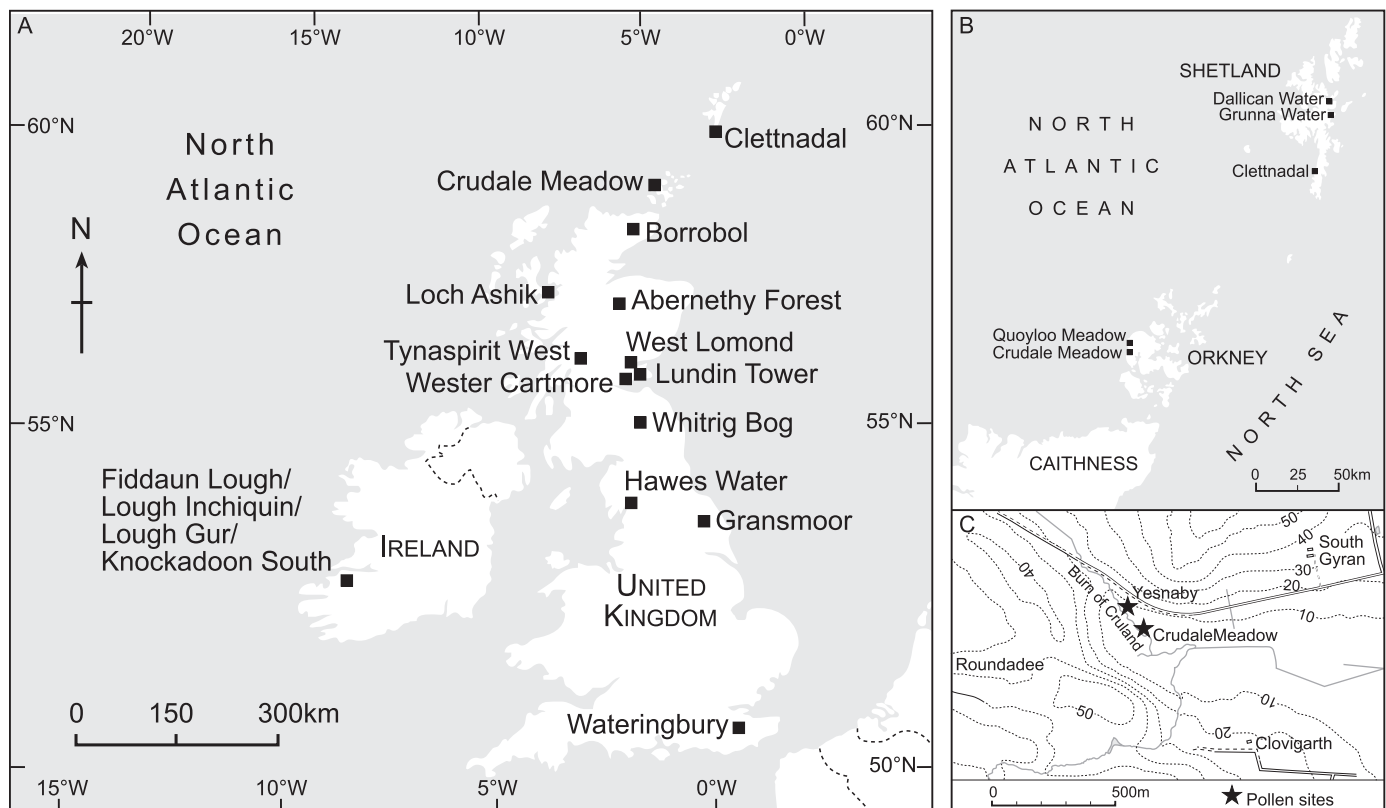 A
20°W
15°W
10°W
5°W
0°W
60°N
60°N
North
Atlantic
Ocean
N
Clettnadal
Crudale Meadow
Borrobol
Loch Ashik
Abernethy Forest
Tynaspirit West
West Lomond
Wester Cartmore
Lundin Tower
55°N
55°N
Whitrig Bog
Fiddaun Lough/
Lough Inchiquin/
Lough Gur/
Knockadoon South
Hawes Water
Gransmoor
IRELAND
UNITED
KINGDOM
0 150 300km
Wateringbury
50°N
15°W
10°W
5°W
0°W
B
SHETLAND
Dallican Water
Grunna Water
NORTH
ATLANTIC
OCEAN
Clettnadal
Quoyloo Meadow
Crudale Meadow
ORKNEY
NORTH SEA
CAITHNESS
0 25 50km
C
50
40
30
20
10
South
Gyran
40
Burn of Cruland
Yesnaby
CrudaleMeadow
Roundadee
50
10
20
Clovigarth
0 500m
Pollen sites